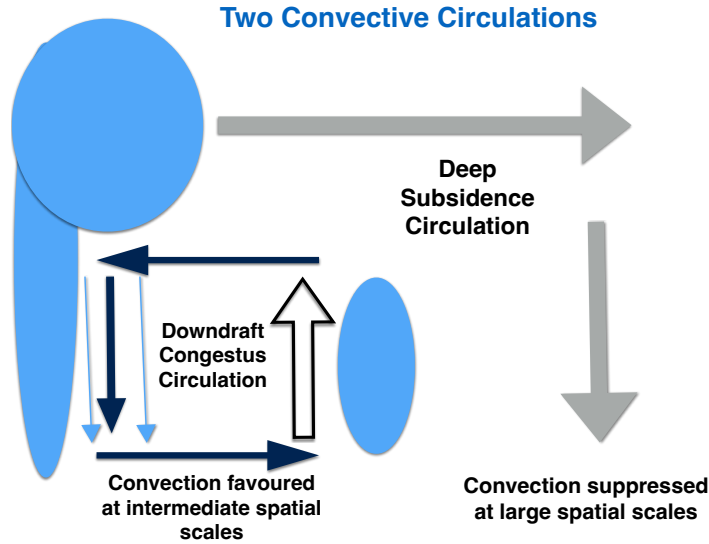 Two Convective Circulations
Deep
Subsidence
Circulation
Downdraft
Congestus
Circulation
Convection favoured
at intermediate spatial
scales
Convection suppressed
at large spatial scales